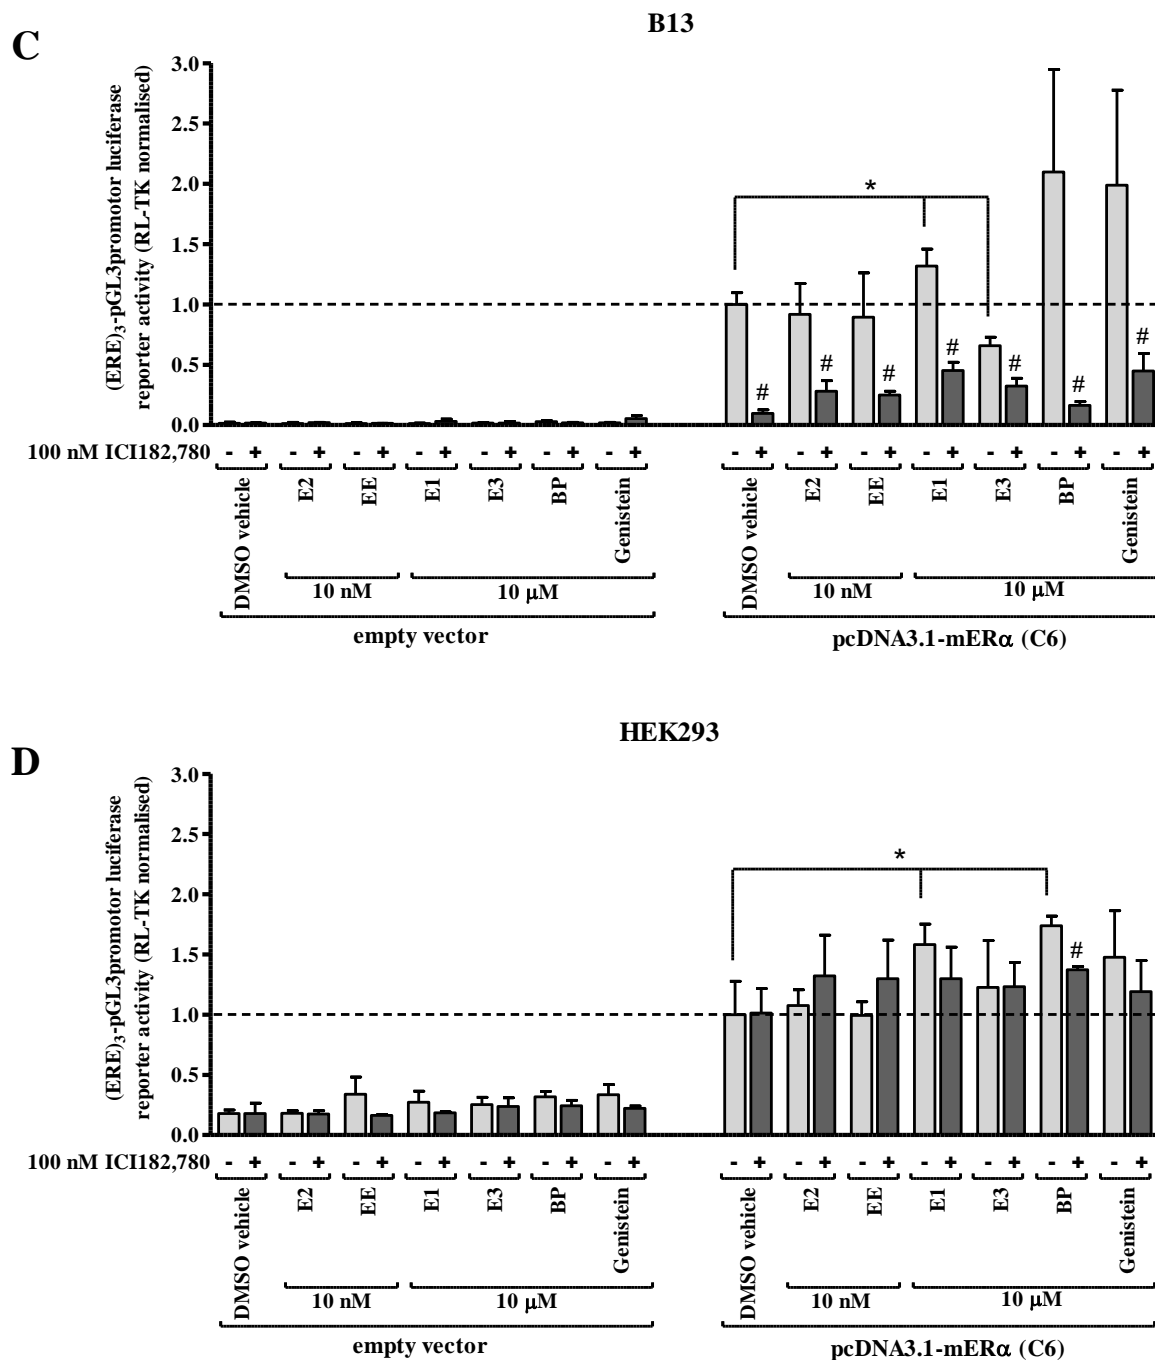 C
B13
(ERE)3-pGL3promotor luciferase
reporter activity (RL-TK normalised)
3.0
2.5
2.0
1.5
1.0
0.5
0.0
*
# # # # # # #
100 nM ICI182,780 - + - + - + - + - + - + - + - + - + - + - + - + - + - +
DMSO vehicle E2 EE E1 E3 BP Genistein DMSO vehicle E2 EE E1 E3 BP Genistein
10 nM 10 μM 10 nM 10 μM
empty vector pcDNA3.1-mERα (C6)
D
HEK293
(ERE)3-pGL3promotor luciferase
reporter activity (RL-TK normalised)
3.0
2.5
2.0
1.5
1.0
0.5
0.0
*
#
100 nM ICI182,780 - + - + - + - + - + - + - + - + - + - + - + - + - + - +
DMSO vehicle E2 EE E1 E3 BP Genistein DMSO vehicle E2 EE E1 E3 BP Genistein
10 nM 10 μM 10 nM 10 μM
empty vector pcDNA3.1-mERα (C6)